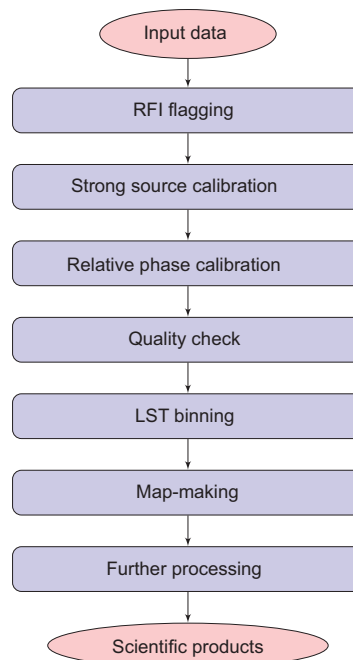 Input data
RFI flagging
Strong source calibration
Relative phase calibration
Quality check
LST binning
Map-making
Further processing
Scientific products